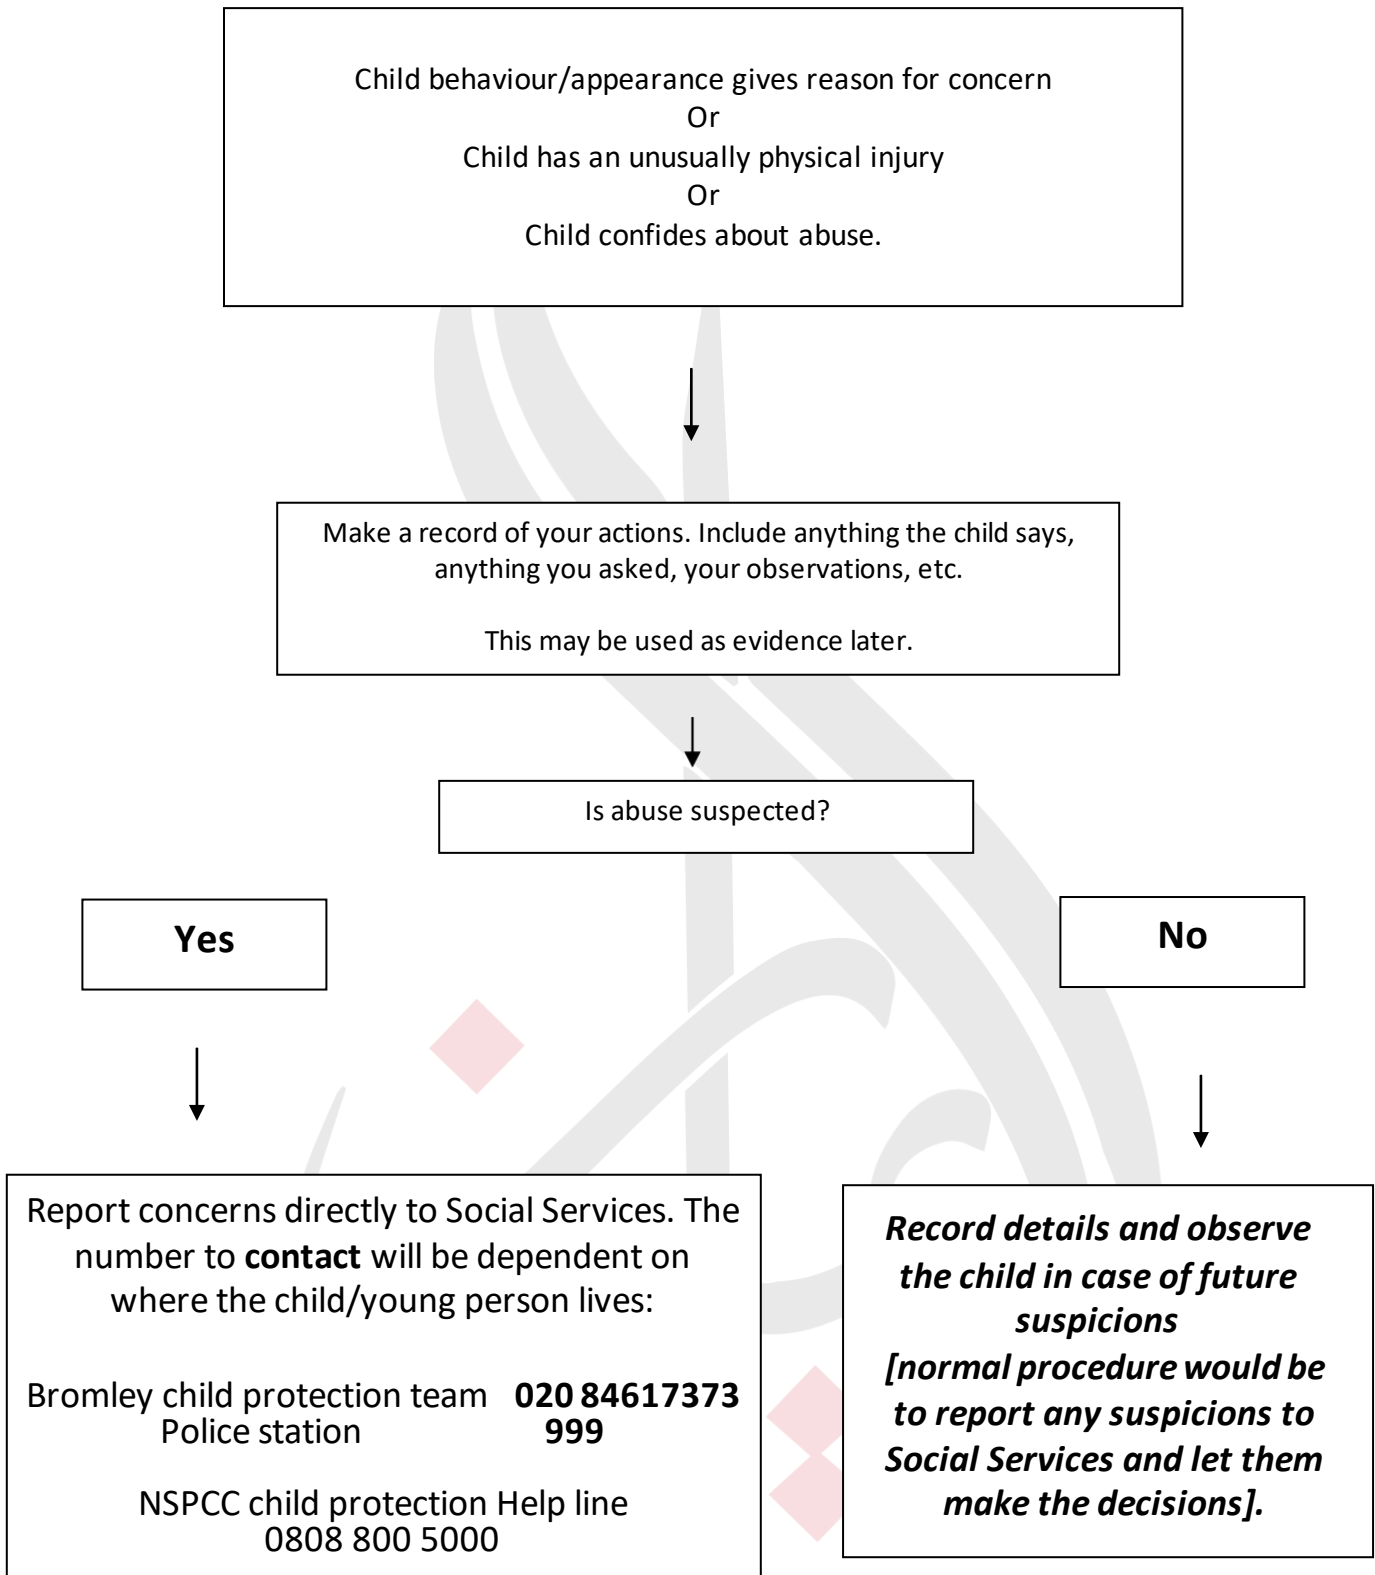 Child behaviour/appearance gives reason for concern
Or
Child has an unusually physical injury
Or
Child confides about abuse.
Make a record of your actions. Include anything the child says,
anything you asked, your observations, etc.
This may be used as evidence later.
Is abuse suspected?
Yes
No
Report concerns directly to Social Services. The
number to contact will be dependent on
where the child/young person lives:
Bromley child protection team 020 84617373
Police station 999
NSPCC child protection Help line
0808 800 5000
Record details and observe
the child in case of future
suspicions
[normal procedure would be
to report any suspicions to
Social Services and let them
make the decisions].